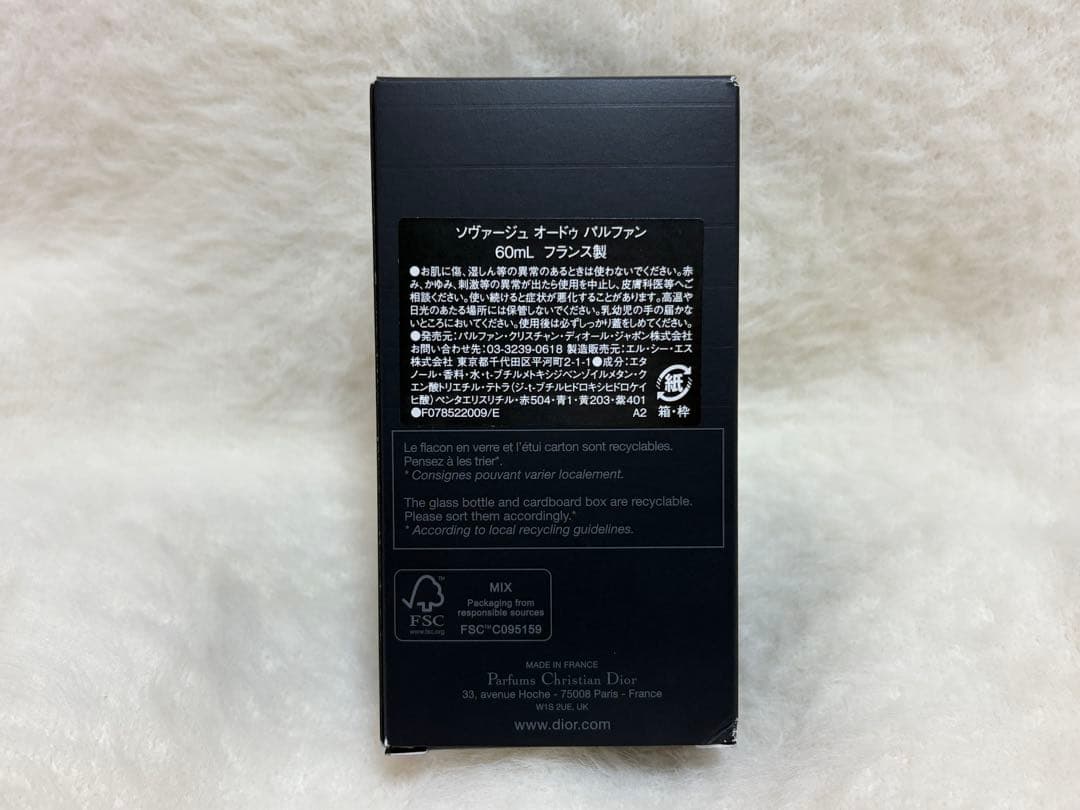 ソヴァージュ オードゥ パルファン
60mL フランス製
●お肌に傷、湿しん等の異常のあるときは使わないでください。赤
み、かゆみ、刺激等の異常が出たら使用を中止し、皮膚科医等へご
相談ください。使い続けると症状が悪化することがあります。高温や
日光のあたる場所には保管しないでください。乳幼児の手の届かな
いところにおいてください。使用後は必ずしっかり蓋をしめてください。
●発売元：パルファン・クリスチャン・ディオール・ジャポン株式会社
お問い合わせ先：03-3239-0618 製造販売元：エル・シー・エス
株式会社 東京都千代田区平河町2-1-1●成分：エタ
ノール・香料・水・t-ブチルメトキシジベンゾイルメタン・ク
エン酸トリエチル・テトラ（ジ-t-ブチルヒドロキシヒドロケイ
ヒ酸）ペンタエリスリチル・赤504・青1・黄203・紫401
●F078522009/E A2
紙
箱・枠
Le flacon en verre et l'étui carton sont recyclables.
Pensez à les trier*.
* Consignes pouvant varier localement.
The glass bottle and cardboard box are recyclable.
Please sort them accordingly.*
* According to local recycling guidelines.
FSC
www.fsc.org
MIX
Packaging from
responsible sources
FSC™ C095159
MADE IN FRANCE
Parfums Christian Dior
33, avenue Hoche - 75008 Paris - France
W1S 2UE, UK
www.dior.com